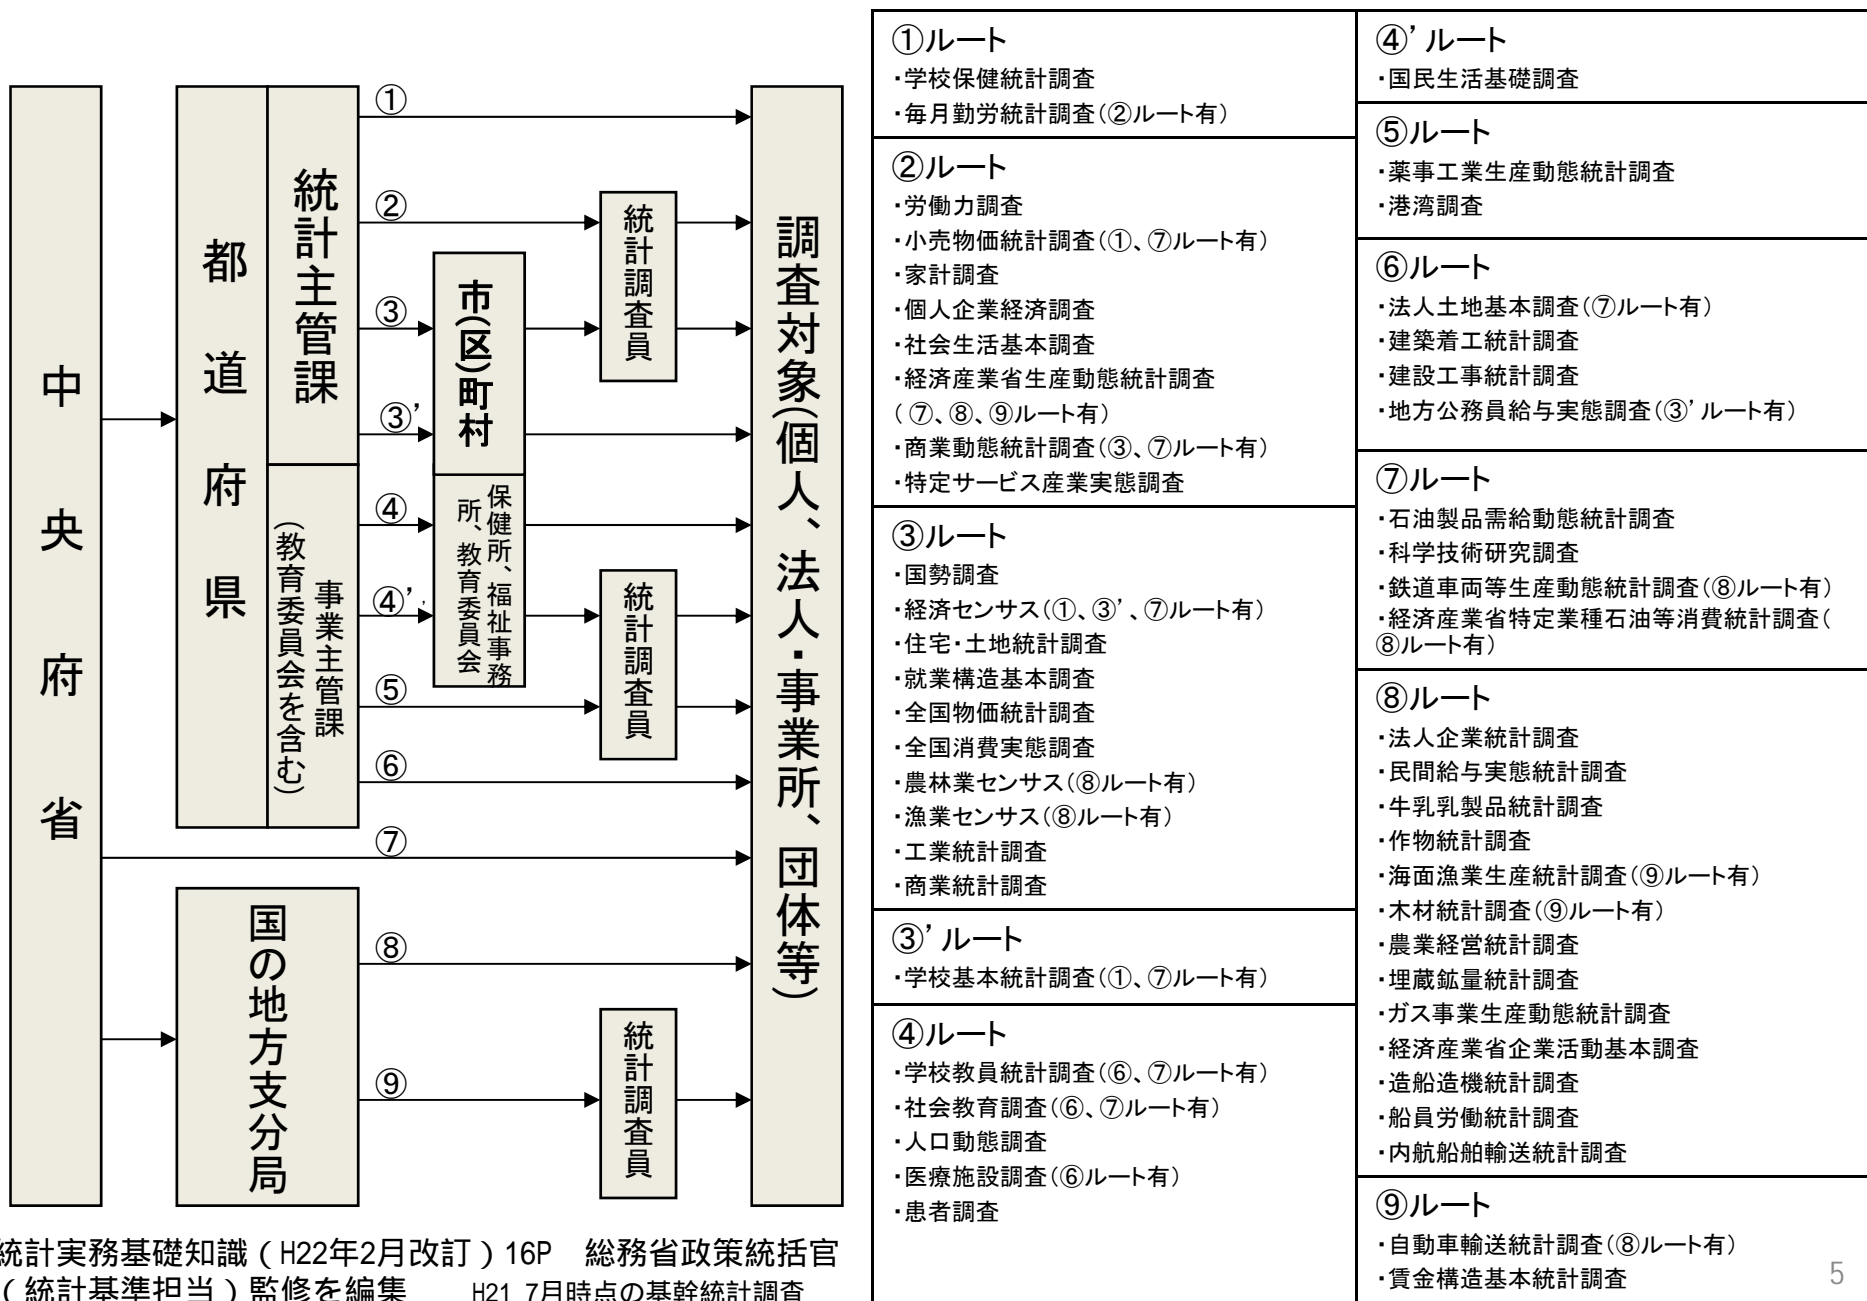 中央府省
都道府県
統計主管課
事業主管課
(教育委員会を含む)
国の地方支分局
①
②
③
③’
④
④’
⑤
⑥
⑦
⑧
⑨
市(区)町村
保健所、福祉事務
所、教育委員会
統計調査員
統計調査員
統計調査員
調査対象(個人、法人・事業所、団体等)
統計実務基礎知識(H22年2月改訂)16P 総務省政策統括官
(統計基準担当)監修を編集 H21 7月時点の基幹統計調査
①ルート
・学校保健統計調査
・毎月勤労統計調査(②ルート有)
②ルート
・労働力調査
・小売物価統計調査(①、⑦ルート有)
・家計調査
・個人企業経済調査
・社会生活基本調査
・経済産業省生産動態統計調査
(⑦、⑧、⑨ルート有)
・商業動態統計調査(③、⑦ルート有)
・特定サービス産業実態調査
③ルート
・国勢調査
・経済センサス(①、③’、⑦ルート有)
・住宅・土地統計調査
・就業構造基本調査
・全国物価統計調査
・全国消費実態調査
・農林業センサス(⑧ルート有)
・漁業センサス(⑧ルート有)
・工業統計調査
・商業統計調査
③’ルート
・学校基本統計調査(①、⑦ルート有)
④ルート
・学校教員統計調査(⑥、⑦ルート有)
・社会教育調査(⑥、⑦ルート有)
・人口動態調査
・医療施設調査(⑥ルート有)
・患者調査
④’ルート
・国民生活基礎調査
⑤ルート
・薬事工業生産動態統計調査
・港湾調査
⑥ルート
・法人土地基本調査(⑦ルート有)
・建築着工統計調査
・建設工事統計調査
・地方公務員給与実態調査(③’ルート有)
⑦ルート
・石油製品需給動態統計調査
・科学技術研究調査
・鉄道車両等生産動態統計調査(⑧ルート有)
・経済産業省特定業種石油等消費統計調査(
⑧ルート有)
⑧ルート
・法人企業統計調査
・民間給与実態統計調査
・牛乳乳製品統計調査
・作物統計調査
・海面漁業生産統計調査(⑨ルート有)
・木材統計調査(⑨ルート有)
・農業経営統計調査
・埋蔵鉱量統計調査
・ガス事業生産動態統計調査
・経済産業省企業活動基本調査
・造船造機統計調査
・船員労働統計調査
・内航船舶輸送統計調査
⑨ルート
・自動車輸送統計調査(⑧ルート有)
・賃金構造基本統計調査
5